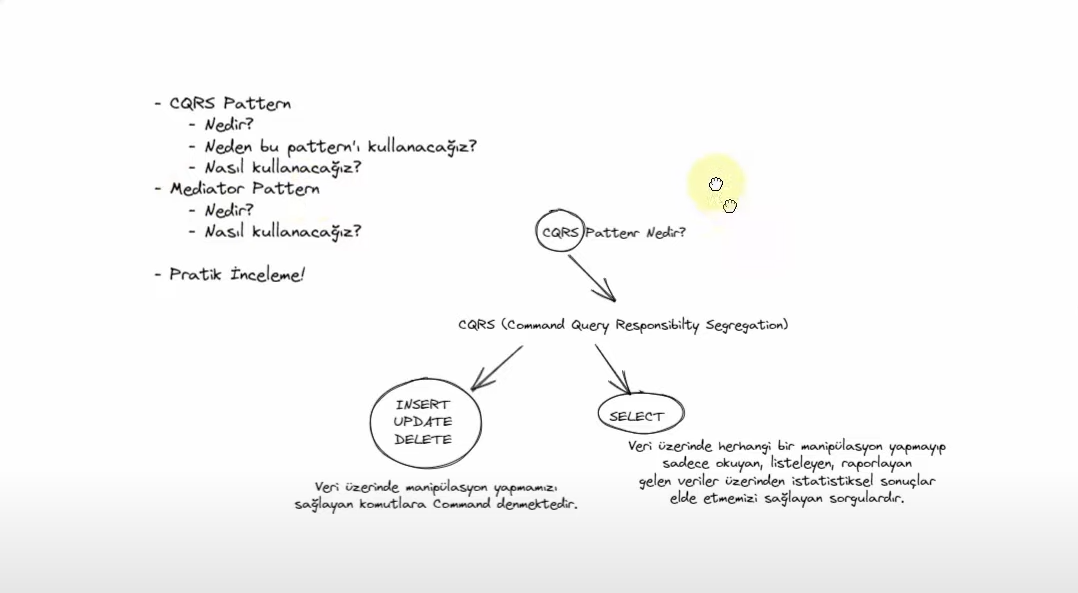 - CQRS Pattern
- Nedir?
- Neden bu pattern'ı kullanacağız?
- Nasıl kullanacağız?
- Mediator Pattern
- Nedir?
- Nasıl kullanacağız?
- Pratik İnceleme!
CQRS Pattenr Nedir?
CQRS (Command Query Responsibilty Segregation)
INSERT
UPDATE
DELETE
Veri üzerinde manipülasyon yapmamızı
sağlayan komutlara Command denmektedir.
SELECT
Veri üzerinde herhangi bir manipülasyon yapmayıp
sadece okuyan, listeleyen, raporlayan
gelen veriler üzerinden istatistiksel sonuçlar
elde etmemizi sağlayan sorgulardır.